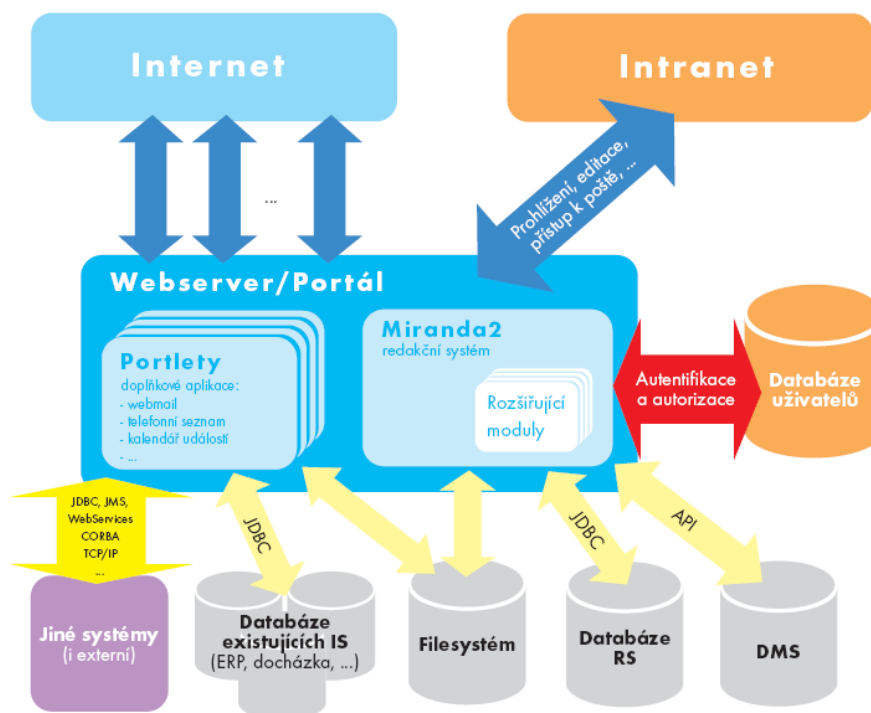 Internet
Intranet
...
Prohlížení, editace,
přístup k poště, ...
Webserver/Portál
Portlety
doplňkové aplikace:
- webmail
- telefonní seznam
- kalendář událostí
- ...
Miranda2
redakční systém
Rozšiřující
moduly
Autentifikace
a autorizace
Databáze
uživatelů
JDBC, JMS,
WebServices
CORBA
TCP/IP
...
JDBC
JDBC
API
Jiné systémy
(i externí)
Databáze
existujících IS
(ERP, docházka, ...)
Filesystém
Databáze
RS
DMS